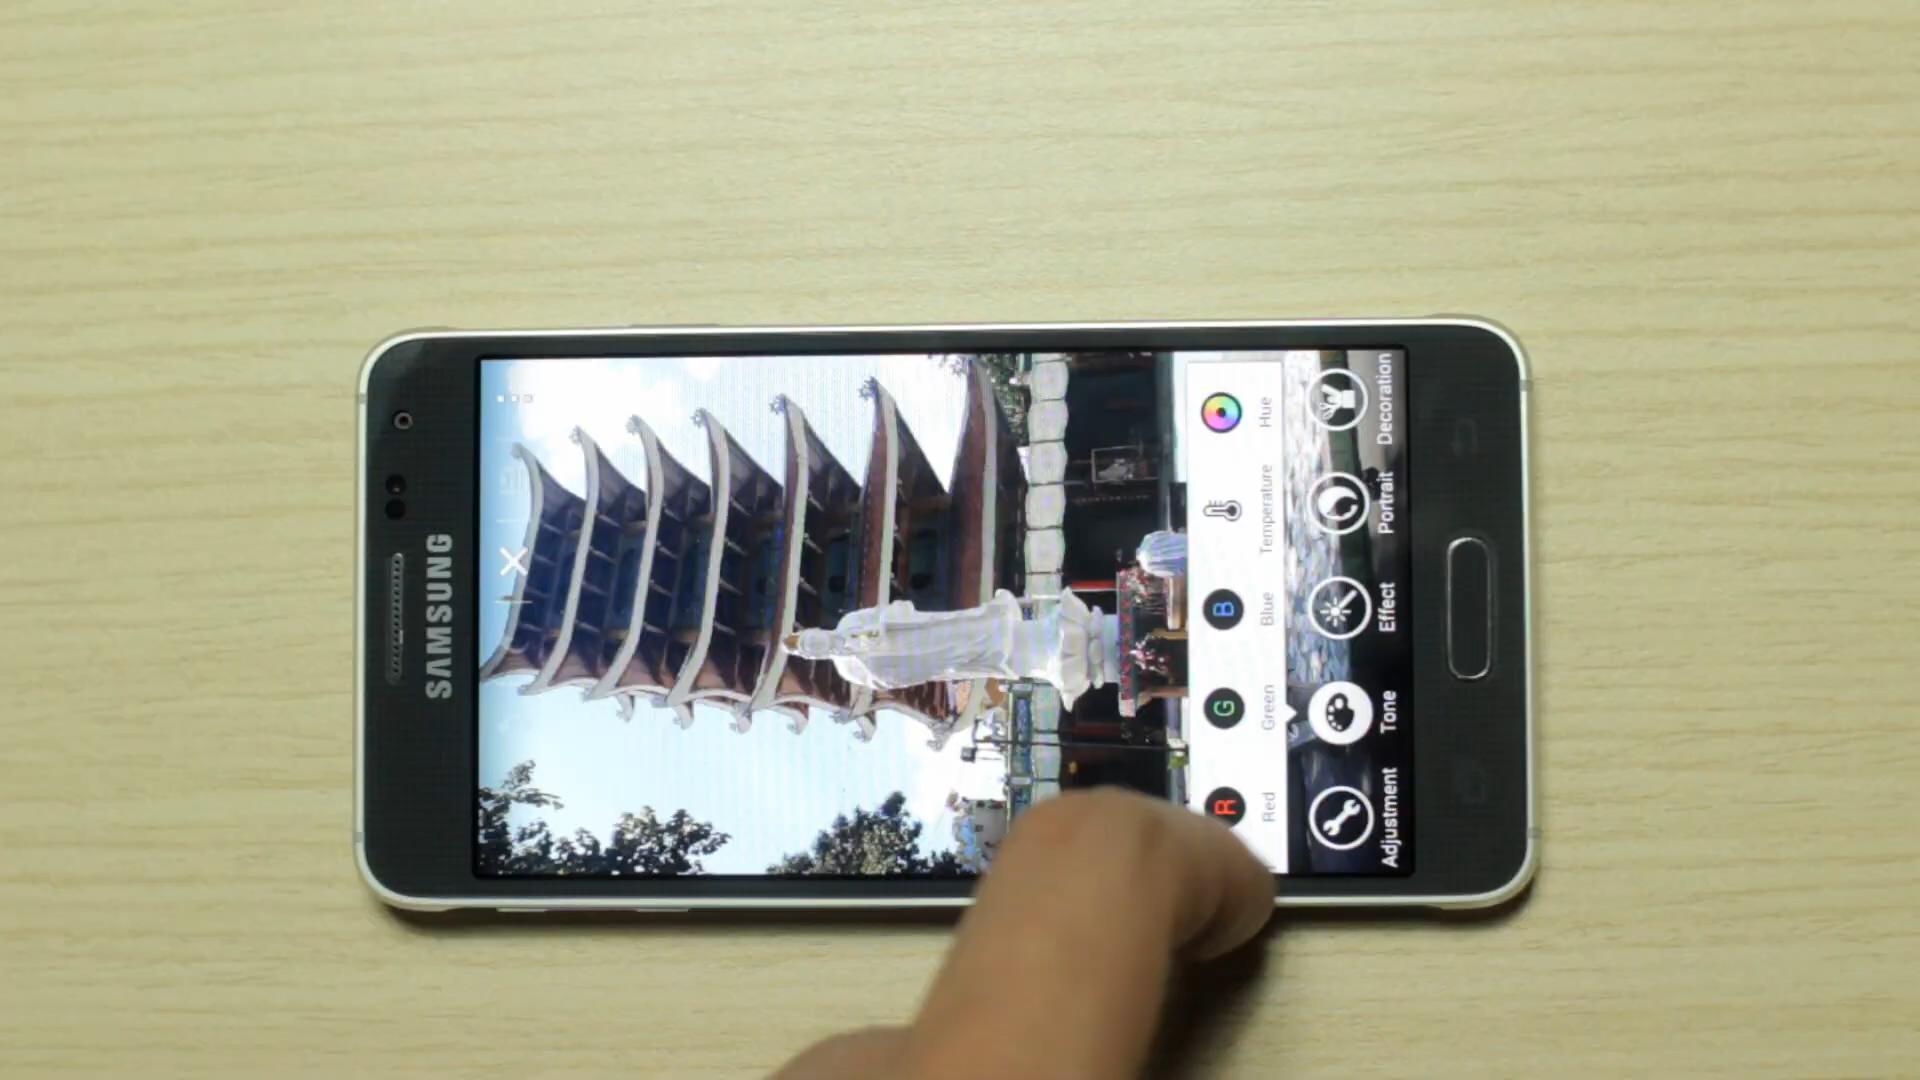 SAMSUNG
R
G
B
Red
Green
Blue
Temperature
Hue
Adjustment
Tone
Effect
Portrait
Decoration